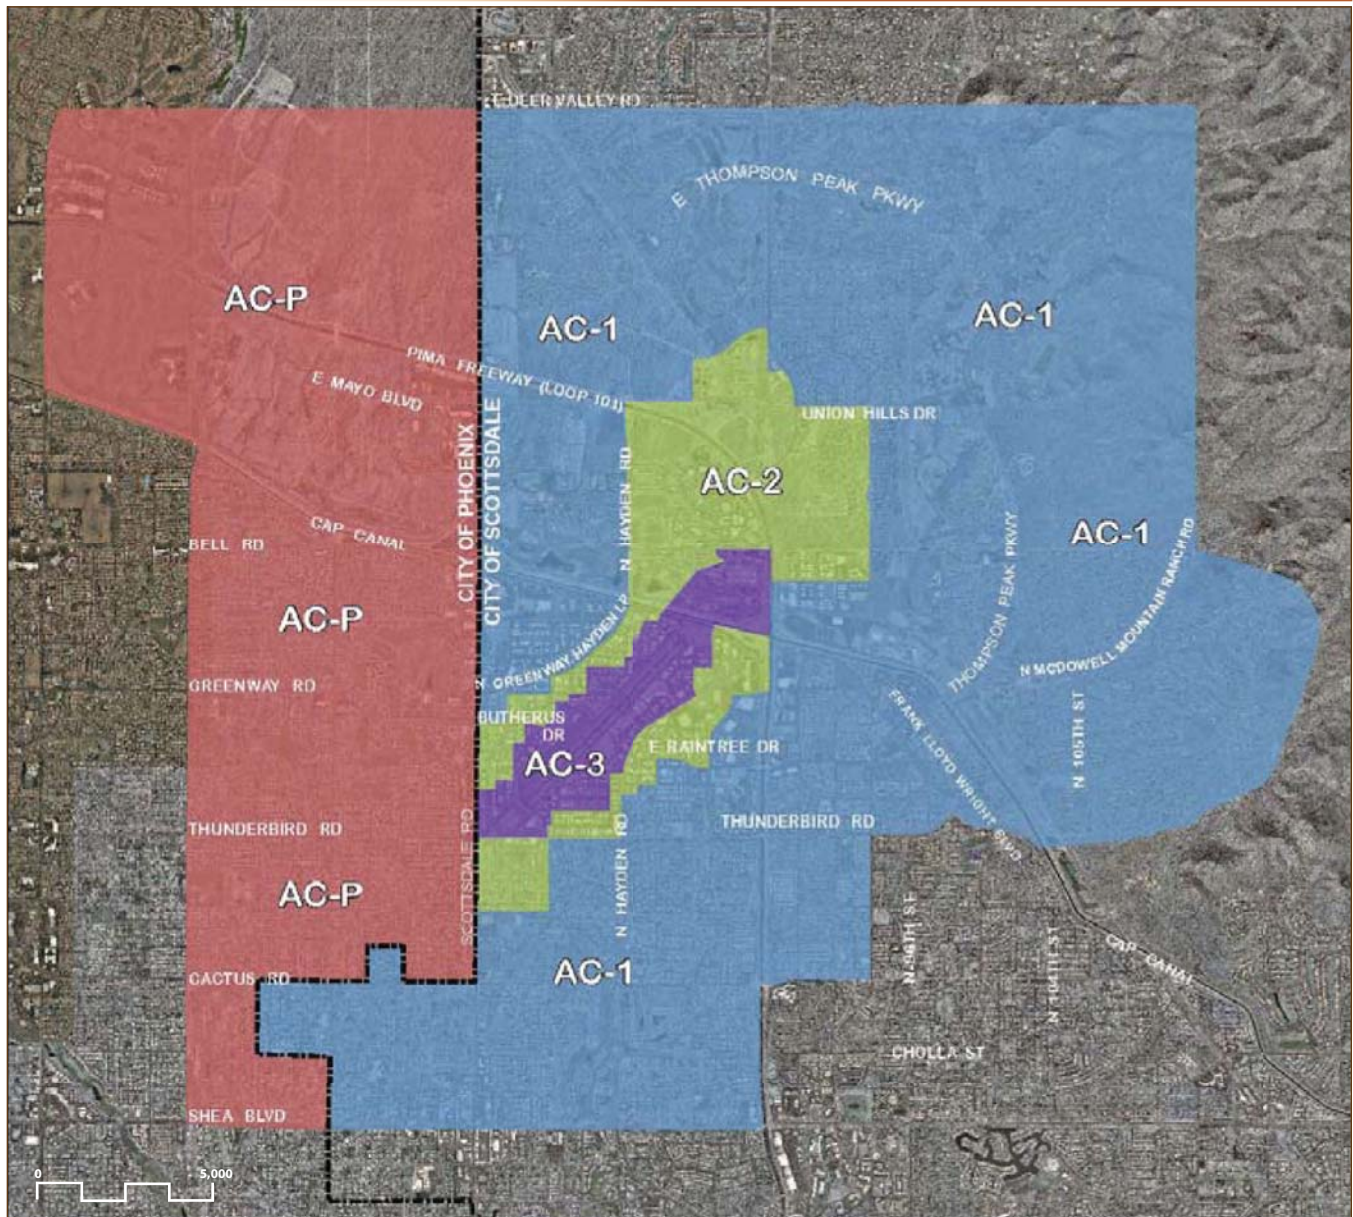 E DEER VALLEY RD
E THOMPSON PEAK PKWY
AC-P
AC-1
AC-1
PIMA FREEWAY (LOOP 101)
E MAYO BLVD
UNION HILLS DR
CITY OF PHOENIX
CITY OF SCOTTSDALE
N HAYDEN RD
AC-2
CAP CANAL
BELL RD
AC-1
THOMPSON PEAK PKWY
N MCDOWELL MOUNTAIN RANCH RD
AC-P
N GREENWAY HAYDEN LP
GREENWAY RD
BUTHERUS
DR
E RAINTREE DR
AC-3
FRANK LLOYD WRIGHT BLVD
N 105TH ST
SCOTTSDALE RD
THUNDERBIRD RD
THUNDERBIRD RD
N HAYDEN RD
AC-P
N 96TH ST
N 104TH ST
CAP CANAL
CACTUS RD
AC-1
CHOLLA ST
SHEA BLVD
0 5,000